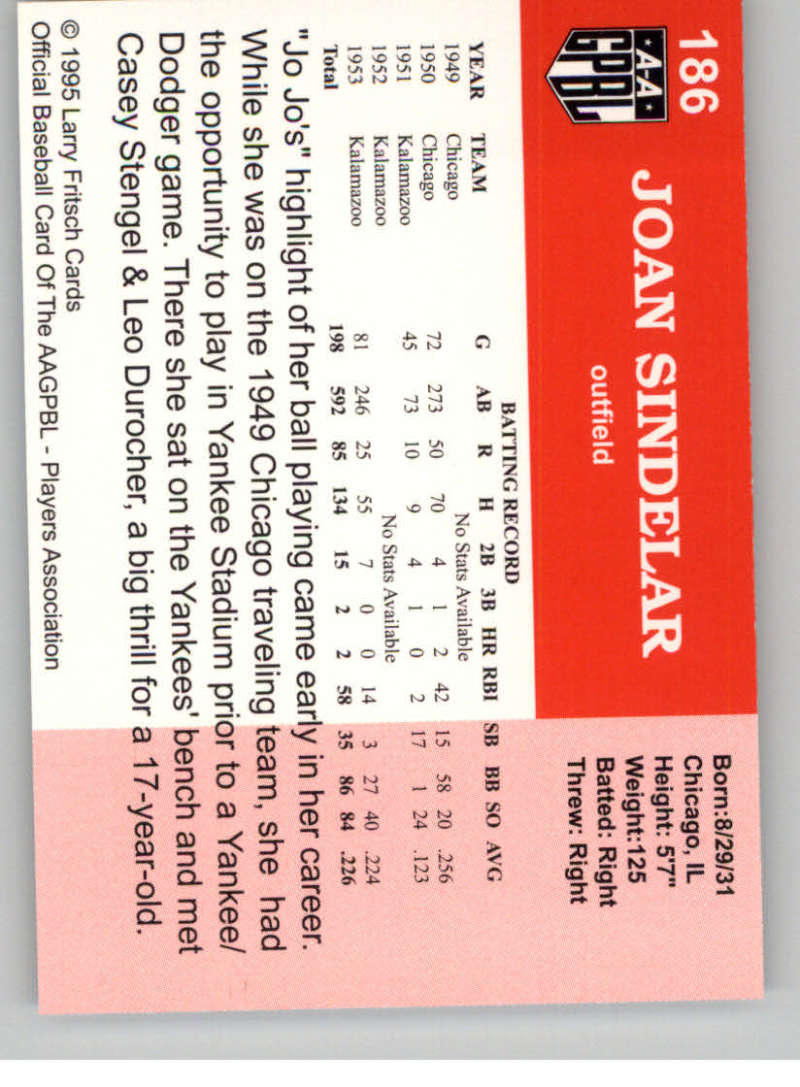 186
A-A
GPBL
JOAN SINDELAR
outfield
Born:8/29/31
Chicago, IL
Height: 5'7"
Weight:125
Batted: Right
Threw: Right
BATTING RECORD
YEAR TEAM G AB R H 2B 3B HR RBI SB BB SO AVG
1949 Chicago No Stats Available
1950 Chicago 72 273 50 70 4 1 2 42 15 58 20 .256
1951 Kalamazoo 45 73 10 9 4 1 0 2 17 1 24 .123
1952 Kalamazoo No Stats Available
1953 Kalamazoo 81 246 25 55 7 0 0 14 3 27 40 .224
Total 198 592 85 134 15 2 2 58 35 86 84 .226
"Jo Jo's" highlight of her ball playing came early in her career.
While she was on the 1949 Chicago traveling team, she had
the opportunity to play in Yankee Stadium prior to a Yankee/
Dodger game. There she sat on the Yankees' bench and met
Casey Stengel & Leo Durocher, a big thrill for a 17-year-old.
© 1995 Larry Fritsch Cards
Official Baseball Card Of The AAGPBL - Players Association